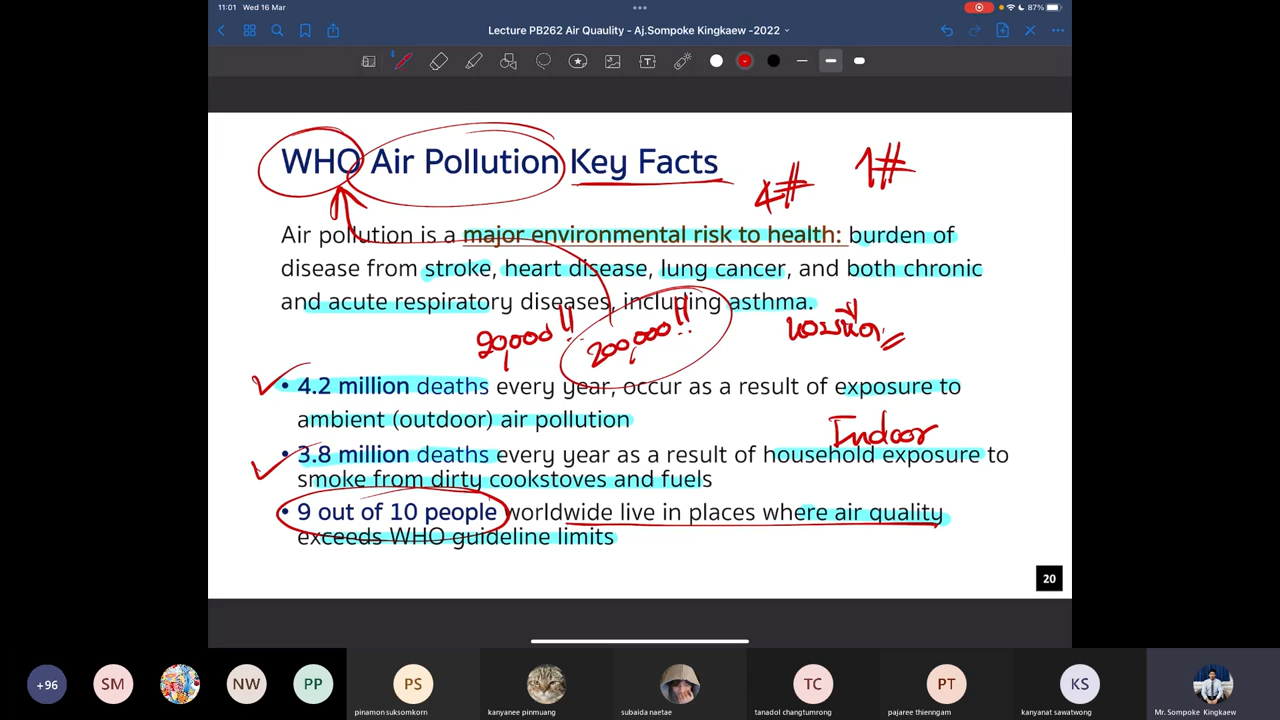 11:01 Wed 16 Mar
87%
Lecture PB262 Air Quaulity - Aj.Sompoke Kingkaew -2022
WHO Air Pollution Key Facts
4#
1#
Air pollution is a major environmental risk to health: burden of
disease from stroke, heart disease, lung cancer, and both chronic
and acute respiratory diseases, including asthma.
20,000!!
200,000!!
• 4.2 million deaths every year, occur as a result of exposure to
ambient (outdoor) air pollution
Indoor
• 3.8 million deaths every year as a result of household exposure to
smoke from dirty cookstoves and fuels
• 9 out of 10 people worldwide live in places where air quality
exceeds WHO guideline limits
20
+96
SM
NW
PP
PS
TC
PT
KS
pinamon suksomkorn
kanyanee pinmuang
subaida naetae
tanadol changtumrong
pajaree thienngam
kanyanat sawatwong
Mr. Sompoke Kingkaew